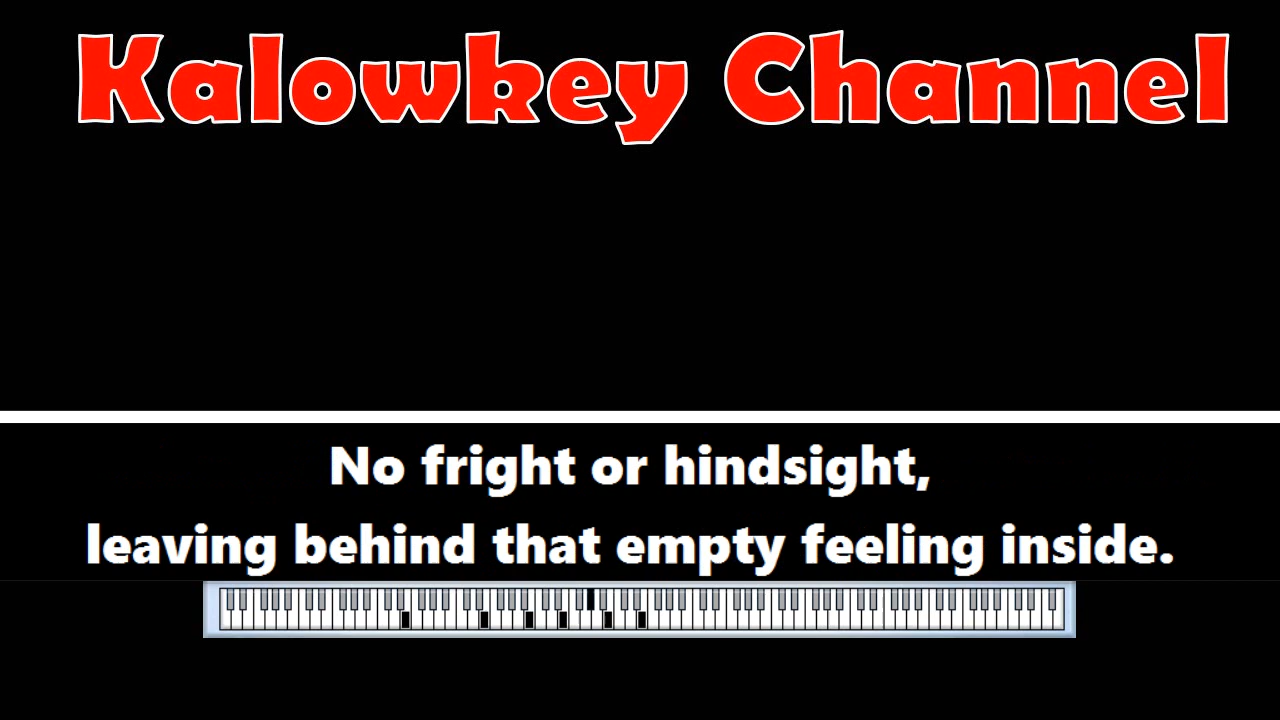 Kalowkey Channel
No fright or hindsight,
leaving behind that empty feeling inside.